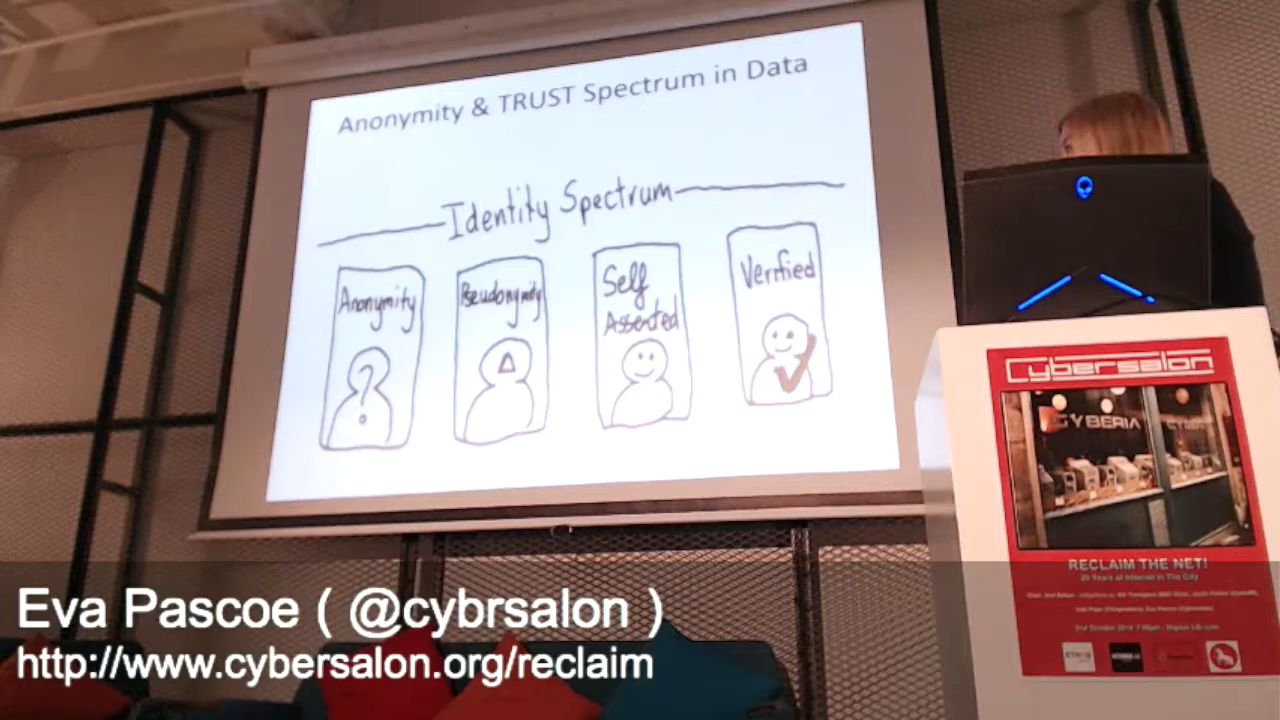 Anonymity & TRUST Spectrum in Data
Identity Spectrum
Anonymity
Pseudonymity
Self
Asserted
Verified
?
Cybersalon
CYBERIA
RECLAIM THE NET!
20 Years of Internet in The City
Eva Pascoe ( @cybrsalon )
http://www.cybersalon.org/reclaim